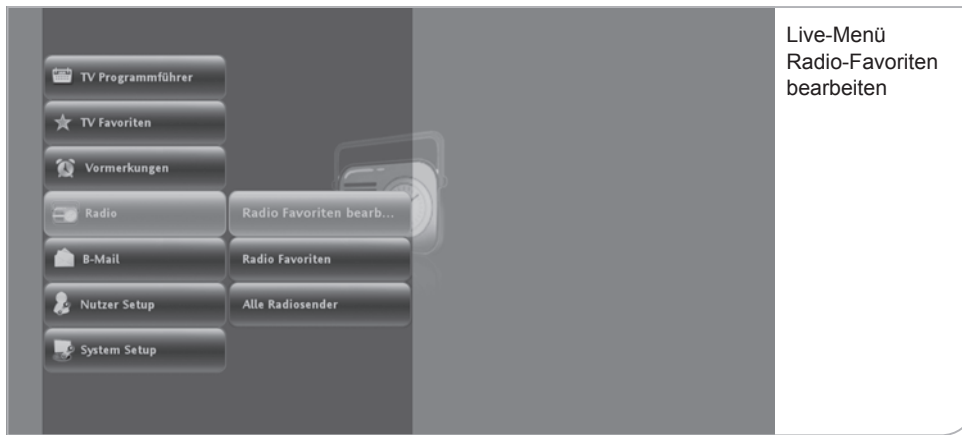 TV Programmführer
TV Favoriten
Vormerkungen
Radio
Radio Favoriten bearb...
B-Mail
Radio Favoriten
Nutzer Setup
Alle Radiosender
System Setup
Live-Menü
Radio-Favoriten
bearbeiten